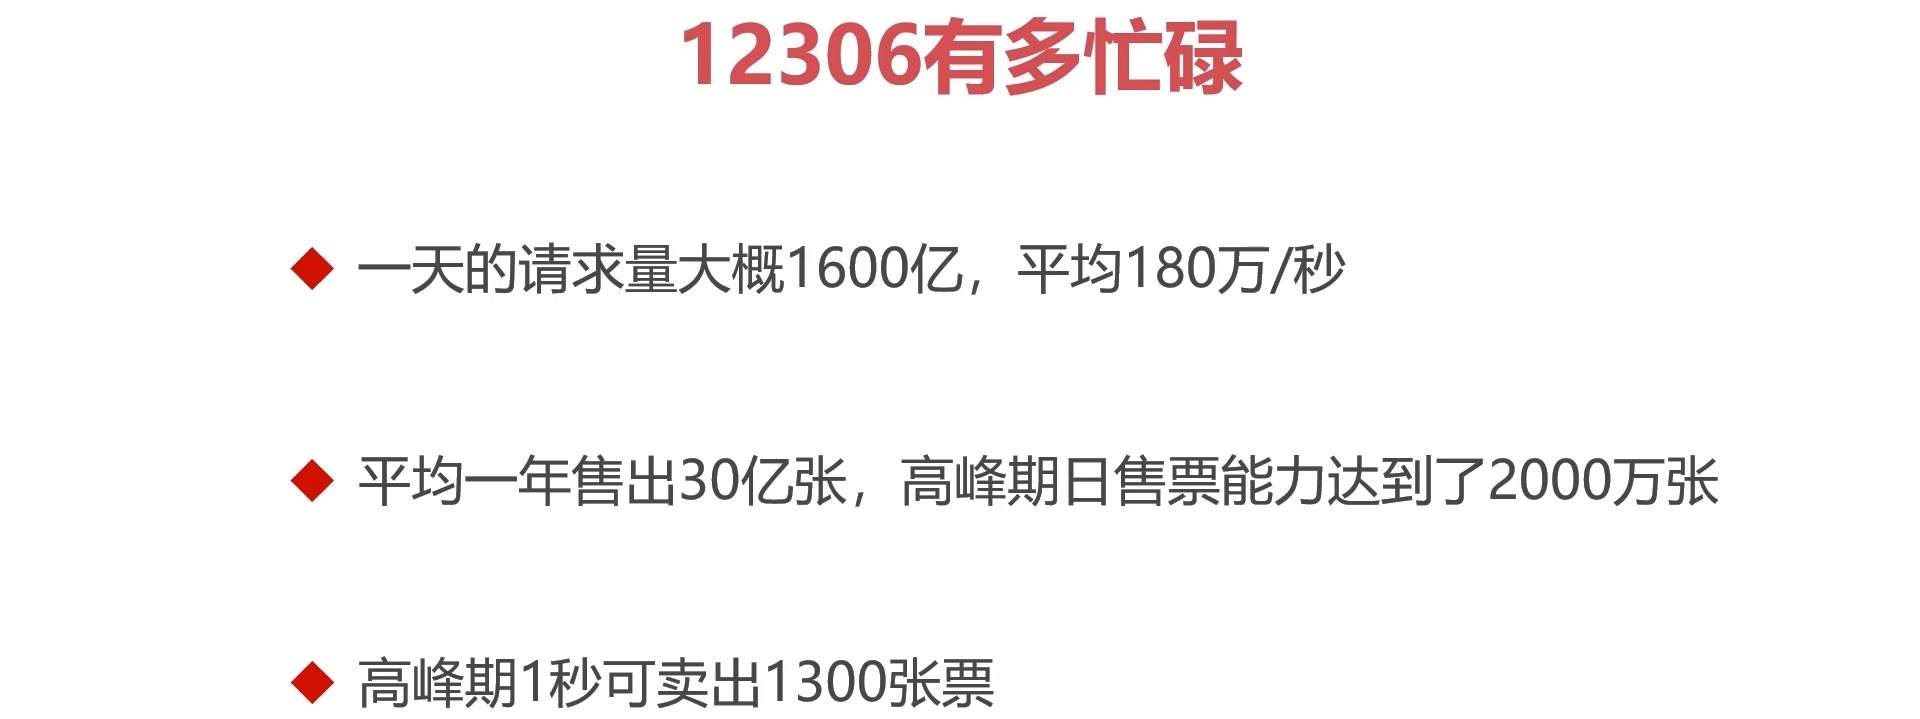 12306有多忙碌
一天的请求量大概1600亿，平均180万/秒
平均一年售出30亿张，高峰期日售票能力达到了2000万张
高峰期1秒可卖出1300张票